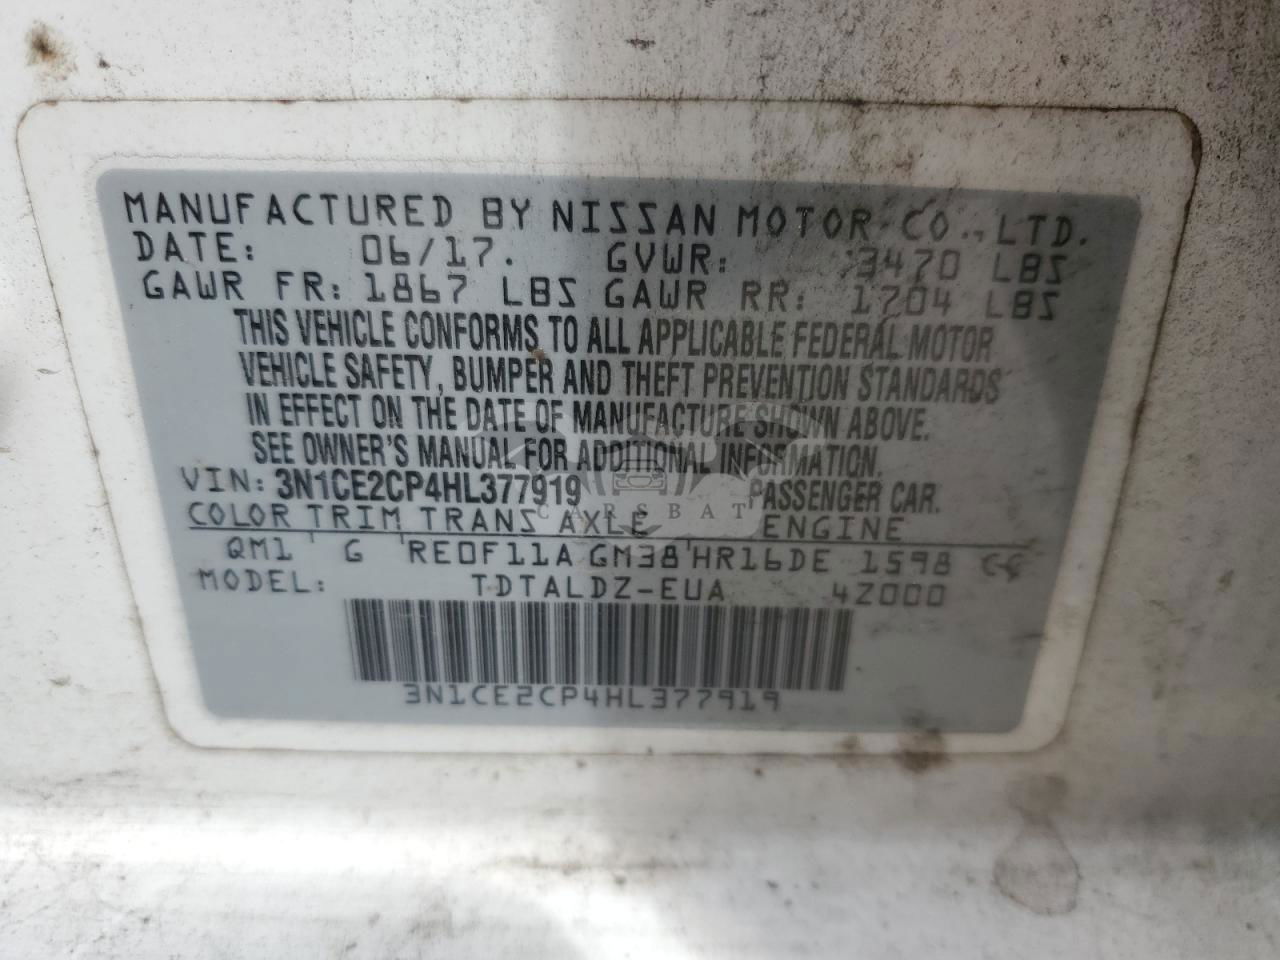 MANUFACTURED BY NISSAN MOTOR CO., LTD.
DATE: 06/17. GVWR: 3470 LBS
GAWR FR: 1867 LBS GAWR RR: 1704 LBS
THIS VEHICLE CONFORMS TO ALL APPLICABLE FEDERAL MOTOR
VEHICLE SAFETY, BUMPER AND THEFT PREVENTION STANDARDS
IN EFFECT ON THE DATE OF MANUFACTURE SHOWN ABOVE.
SEE OWNER'S MANUAL FOR ADDITIONAL INFORMATION.
VIN: 3N1CE2CP4HL377919 PASSENGER CAR.
CARSBAT
COLOR TRIM TRANS AXLE ENGINE
QM1 G RE0F11A GM38 HR16DE 1598 CC
MODEL: TDTALDZ-EUA 4Z000
3N1CE2CP4HL377919